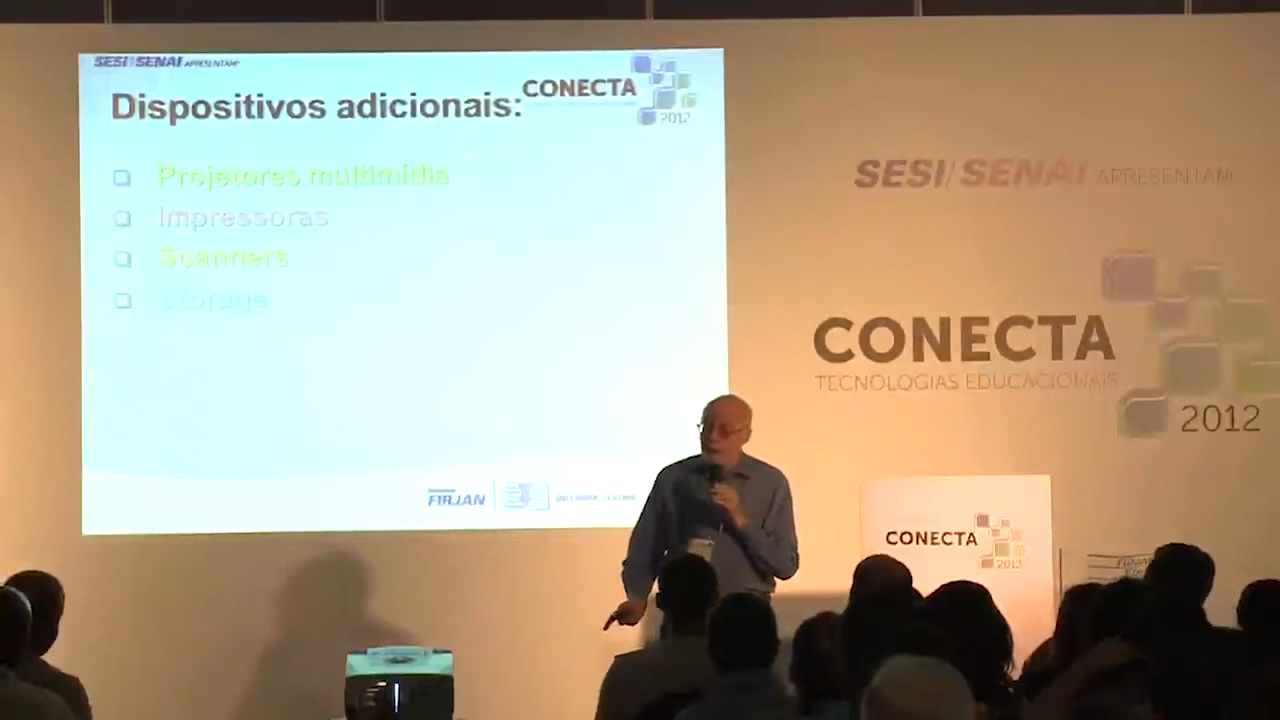 SESI SENAI APRESENTAM
CONECTA
2012
Dispositivos adicionais:
Projetores multimidia
Impressoras
Scanners
Storage
FIRJAN
SESI/SENAI APRESENTAM
CONECTA
TECNOLOGIAS EDUCACIONAIS
2012
CONECTA
2012